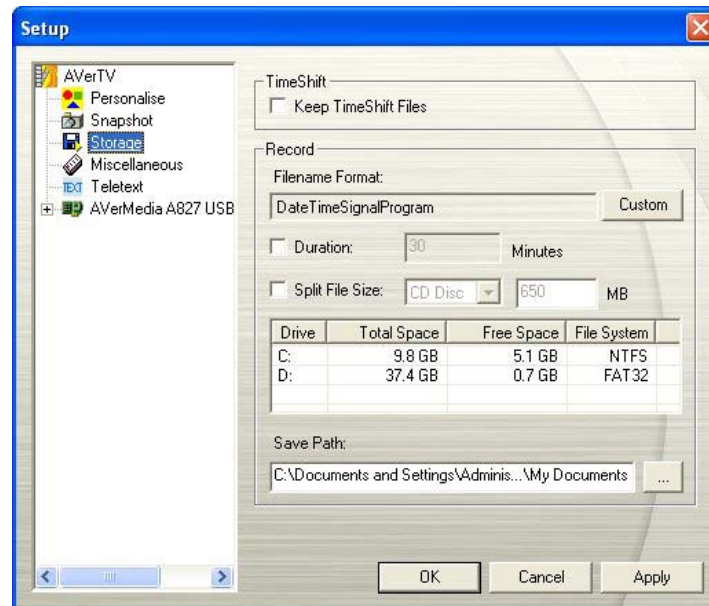 Setup
AVerTV
Personalise
Snapshot
Storage
Miscellaneous
TEXT Teletext
AVerMedia A827 USB
TimeShift
Keep TimeShift Files
Record
Filename Format:
DateTimeSignalProgram
Custom
Duration: 30 Minutes
Split File Size: CD Disc 650 MB
Drive Total Space Free Space File System
C: 9.8 GB 5.1 GB NTFS
D: 37.4 GB 0.7 GB FAT32
Save Path:
C:\Documents and Settings\Adminis...\My Documents ...
OK Cancel Apply